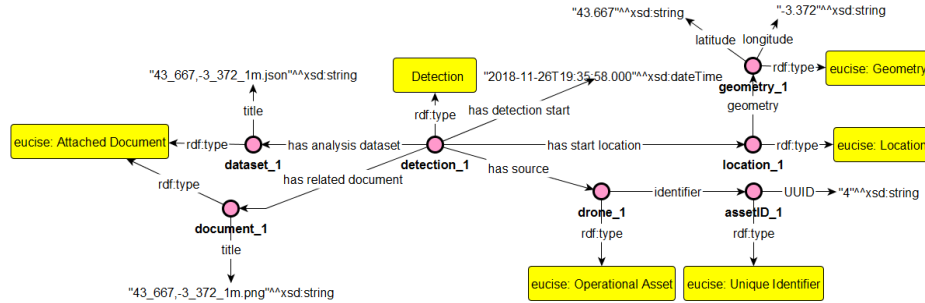 "43.667"^^xsd:string
"-3.372"^^xsd:string
latitude
longitude
rdf:type
eucise: Geometry
geometry_1
geometry
"43_667,-3_372_1m.json"^^xsd:string
Detection
"2018-11-26T19:35:58.000"^^xsd:dateTime
title
rdf:type
has detection start
eucise: Attached Document
rdf:type
dataset_1
has analysis dataset
detection_1
has start location
location_1
rdf:type
eucise: Location
rdf:type
has related document
has source
document_1
title
drone_1
identifier
assetID_1
UUID
"4"^^xsd:string
rdf:type
rdf:type
"43_667,-3_372_1m.png"^^xsd:string
eucise: Operational Asset
eucise: Unique Identifier